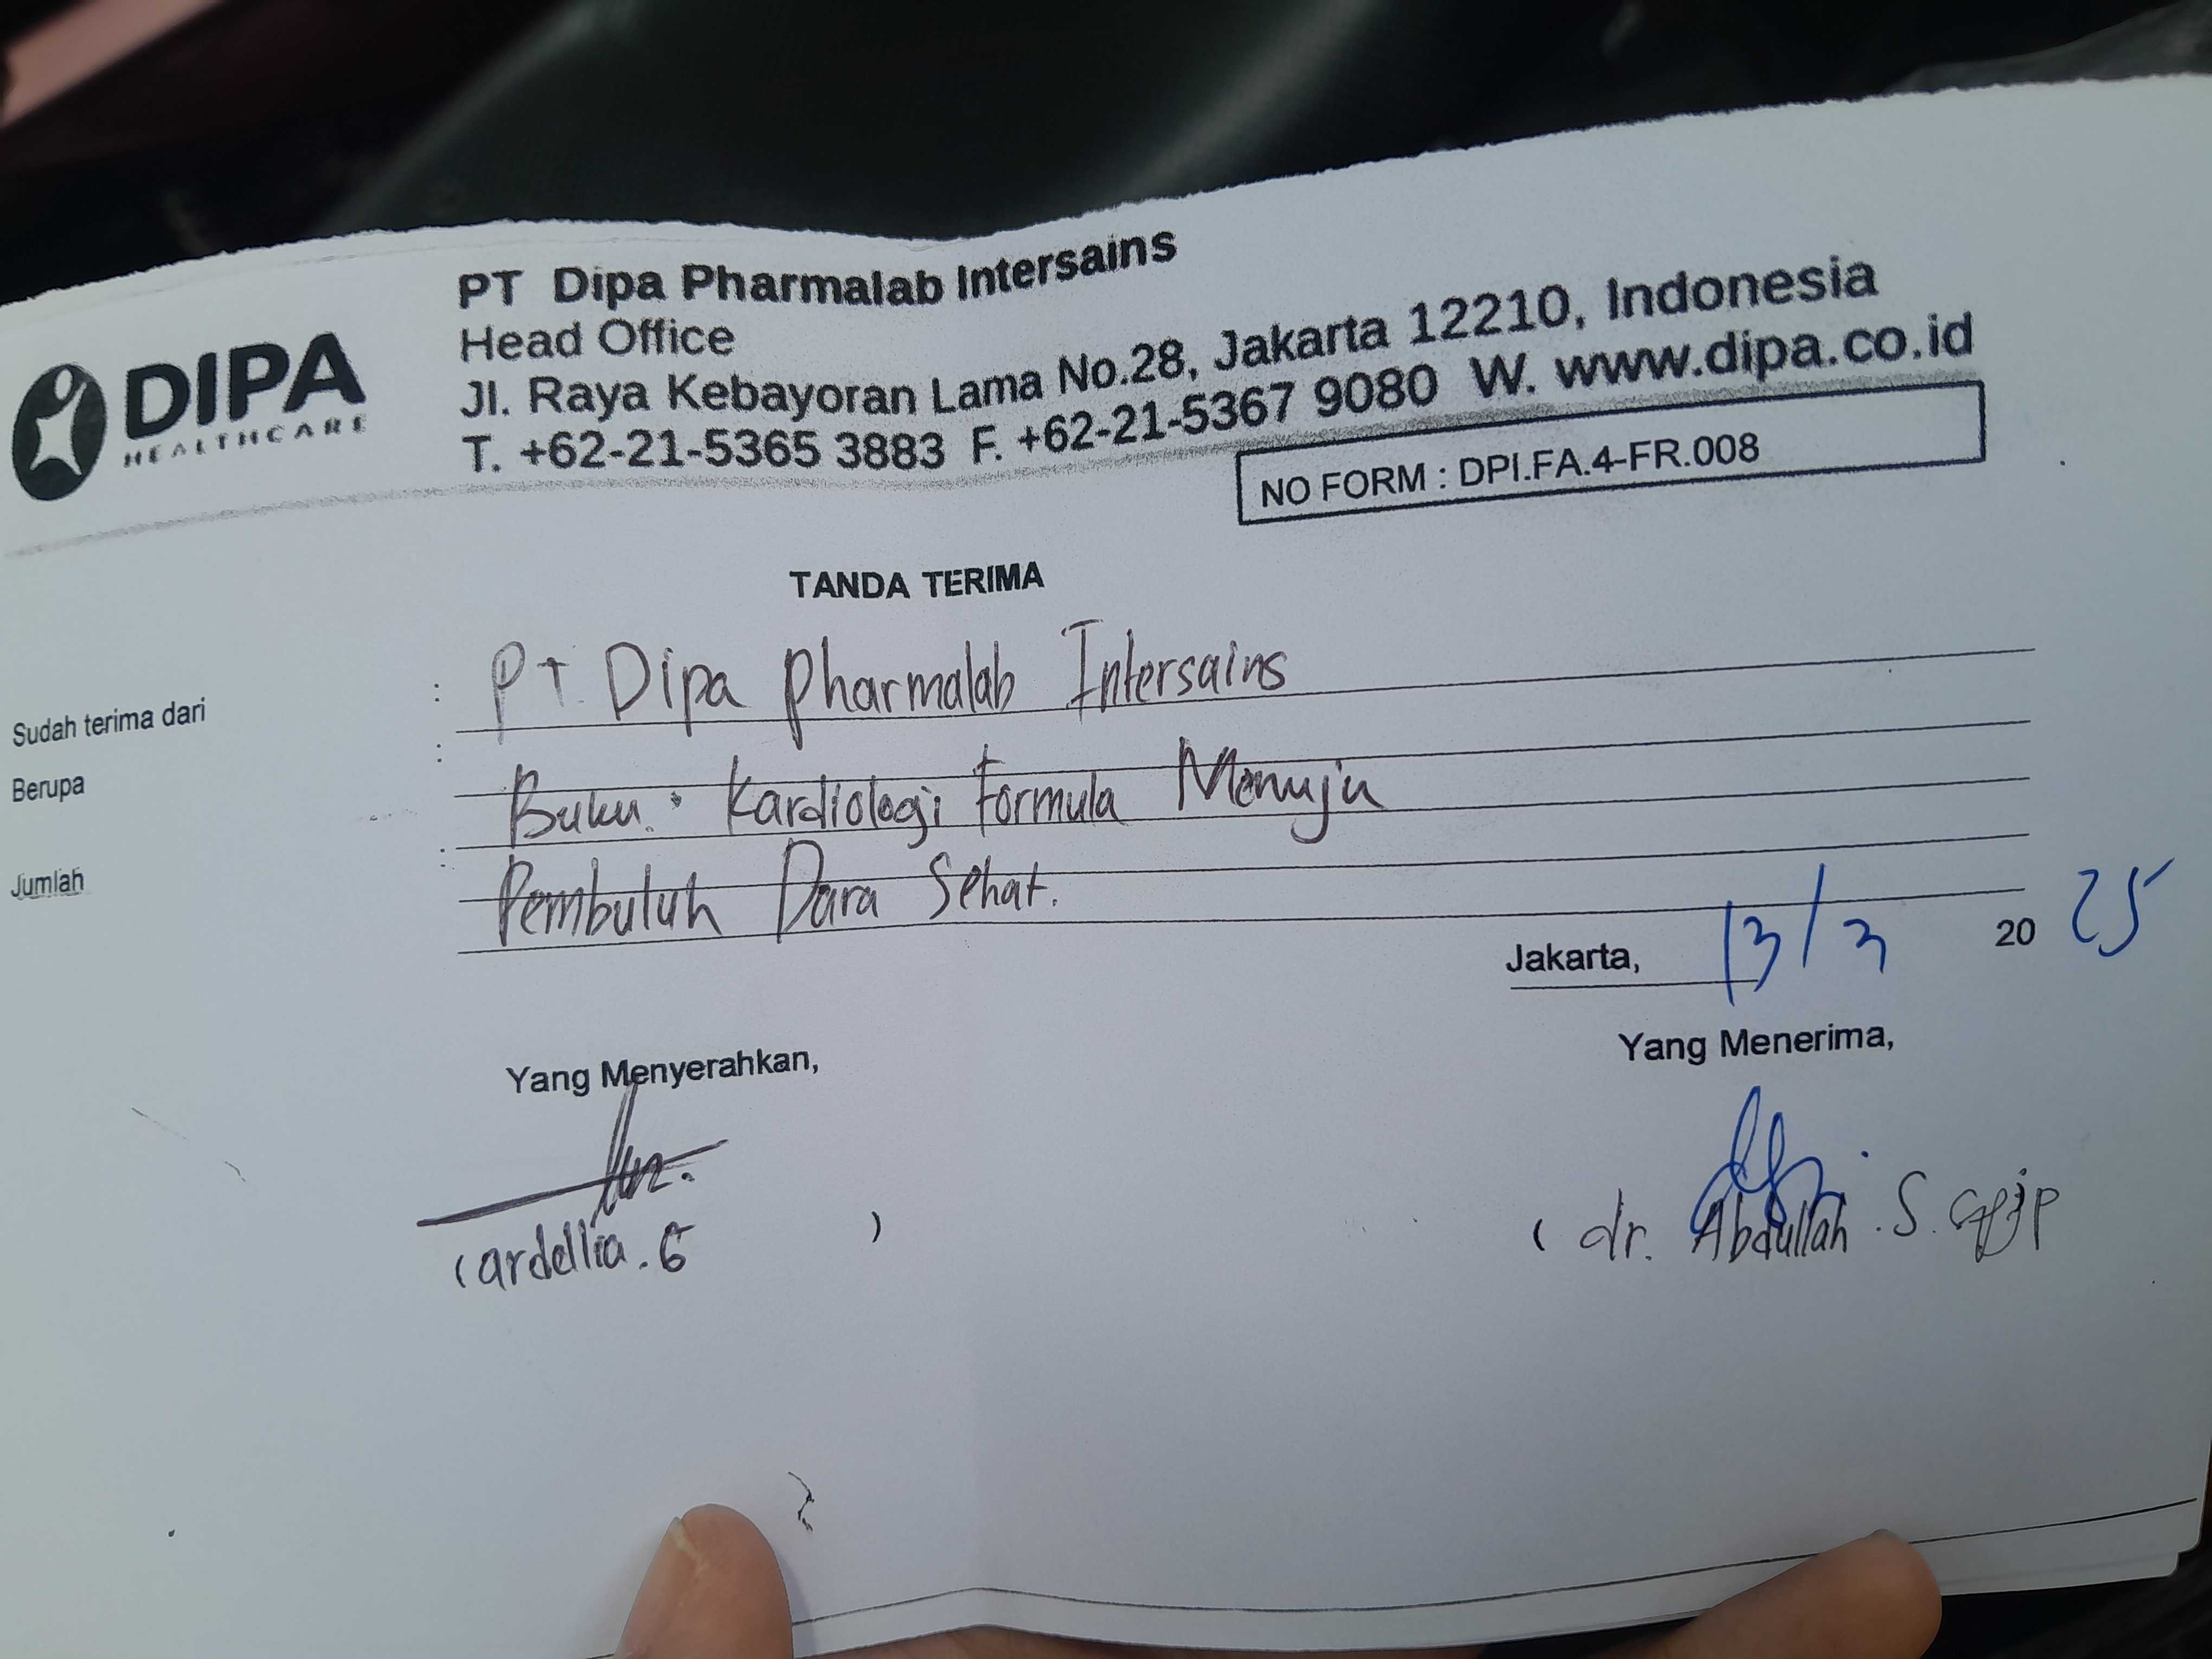 DIPA
HEALTHCARE
PT Dipa Pharmalab Intersains
Head Office
Jl. Raya Kebayoran Lama No.28, Jakarta 12210, Indonesia
T. +62-21-5365 3883 F. +62-21-5367 9080 W. www.dipa.co.id
NO FORM : DPI.FA.4-FR.008
TANDA TERIMA
Sudah terima dari : PT. Dipa Pharmalab Intersains
Berupa : Buku : Kardiologi Formula Menuju
Jumlah : Pembuluh Dara Sehat.
Jakarta, 13/3 20 25
Yang Menyerahkan,
Yang Menerima,
(ardellia. G )
( dr. Abdullah . S.